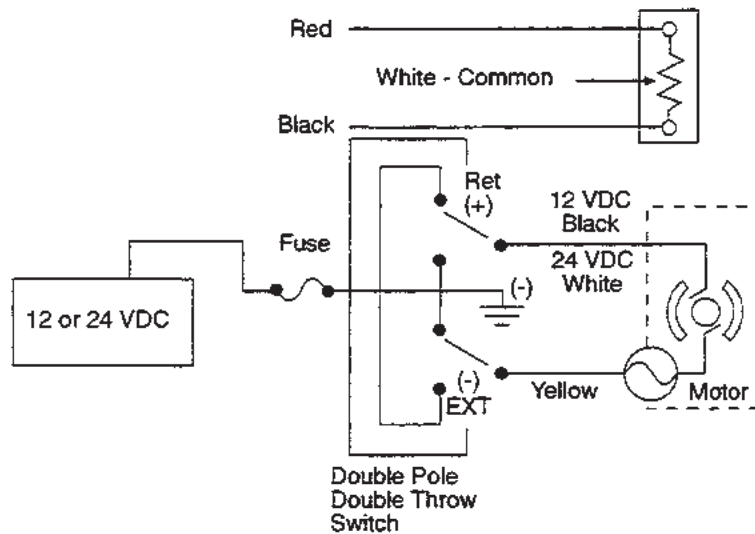 Red
White - Common
Black
Ret
(+)
12 VDC
Black
Fuse
24 VDC
White
(-)
12 or 24 VDC
(-)
EXT
Yellow
Motor
Double Pole
Double Throw
Switch